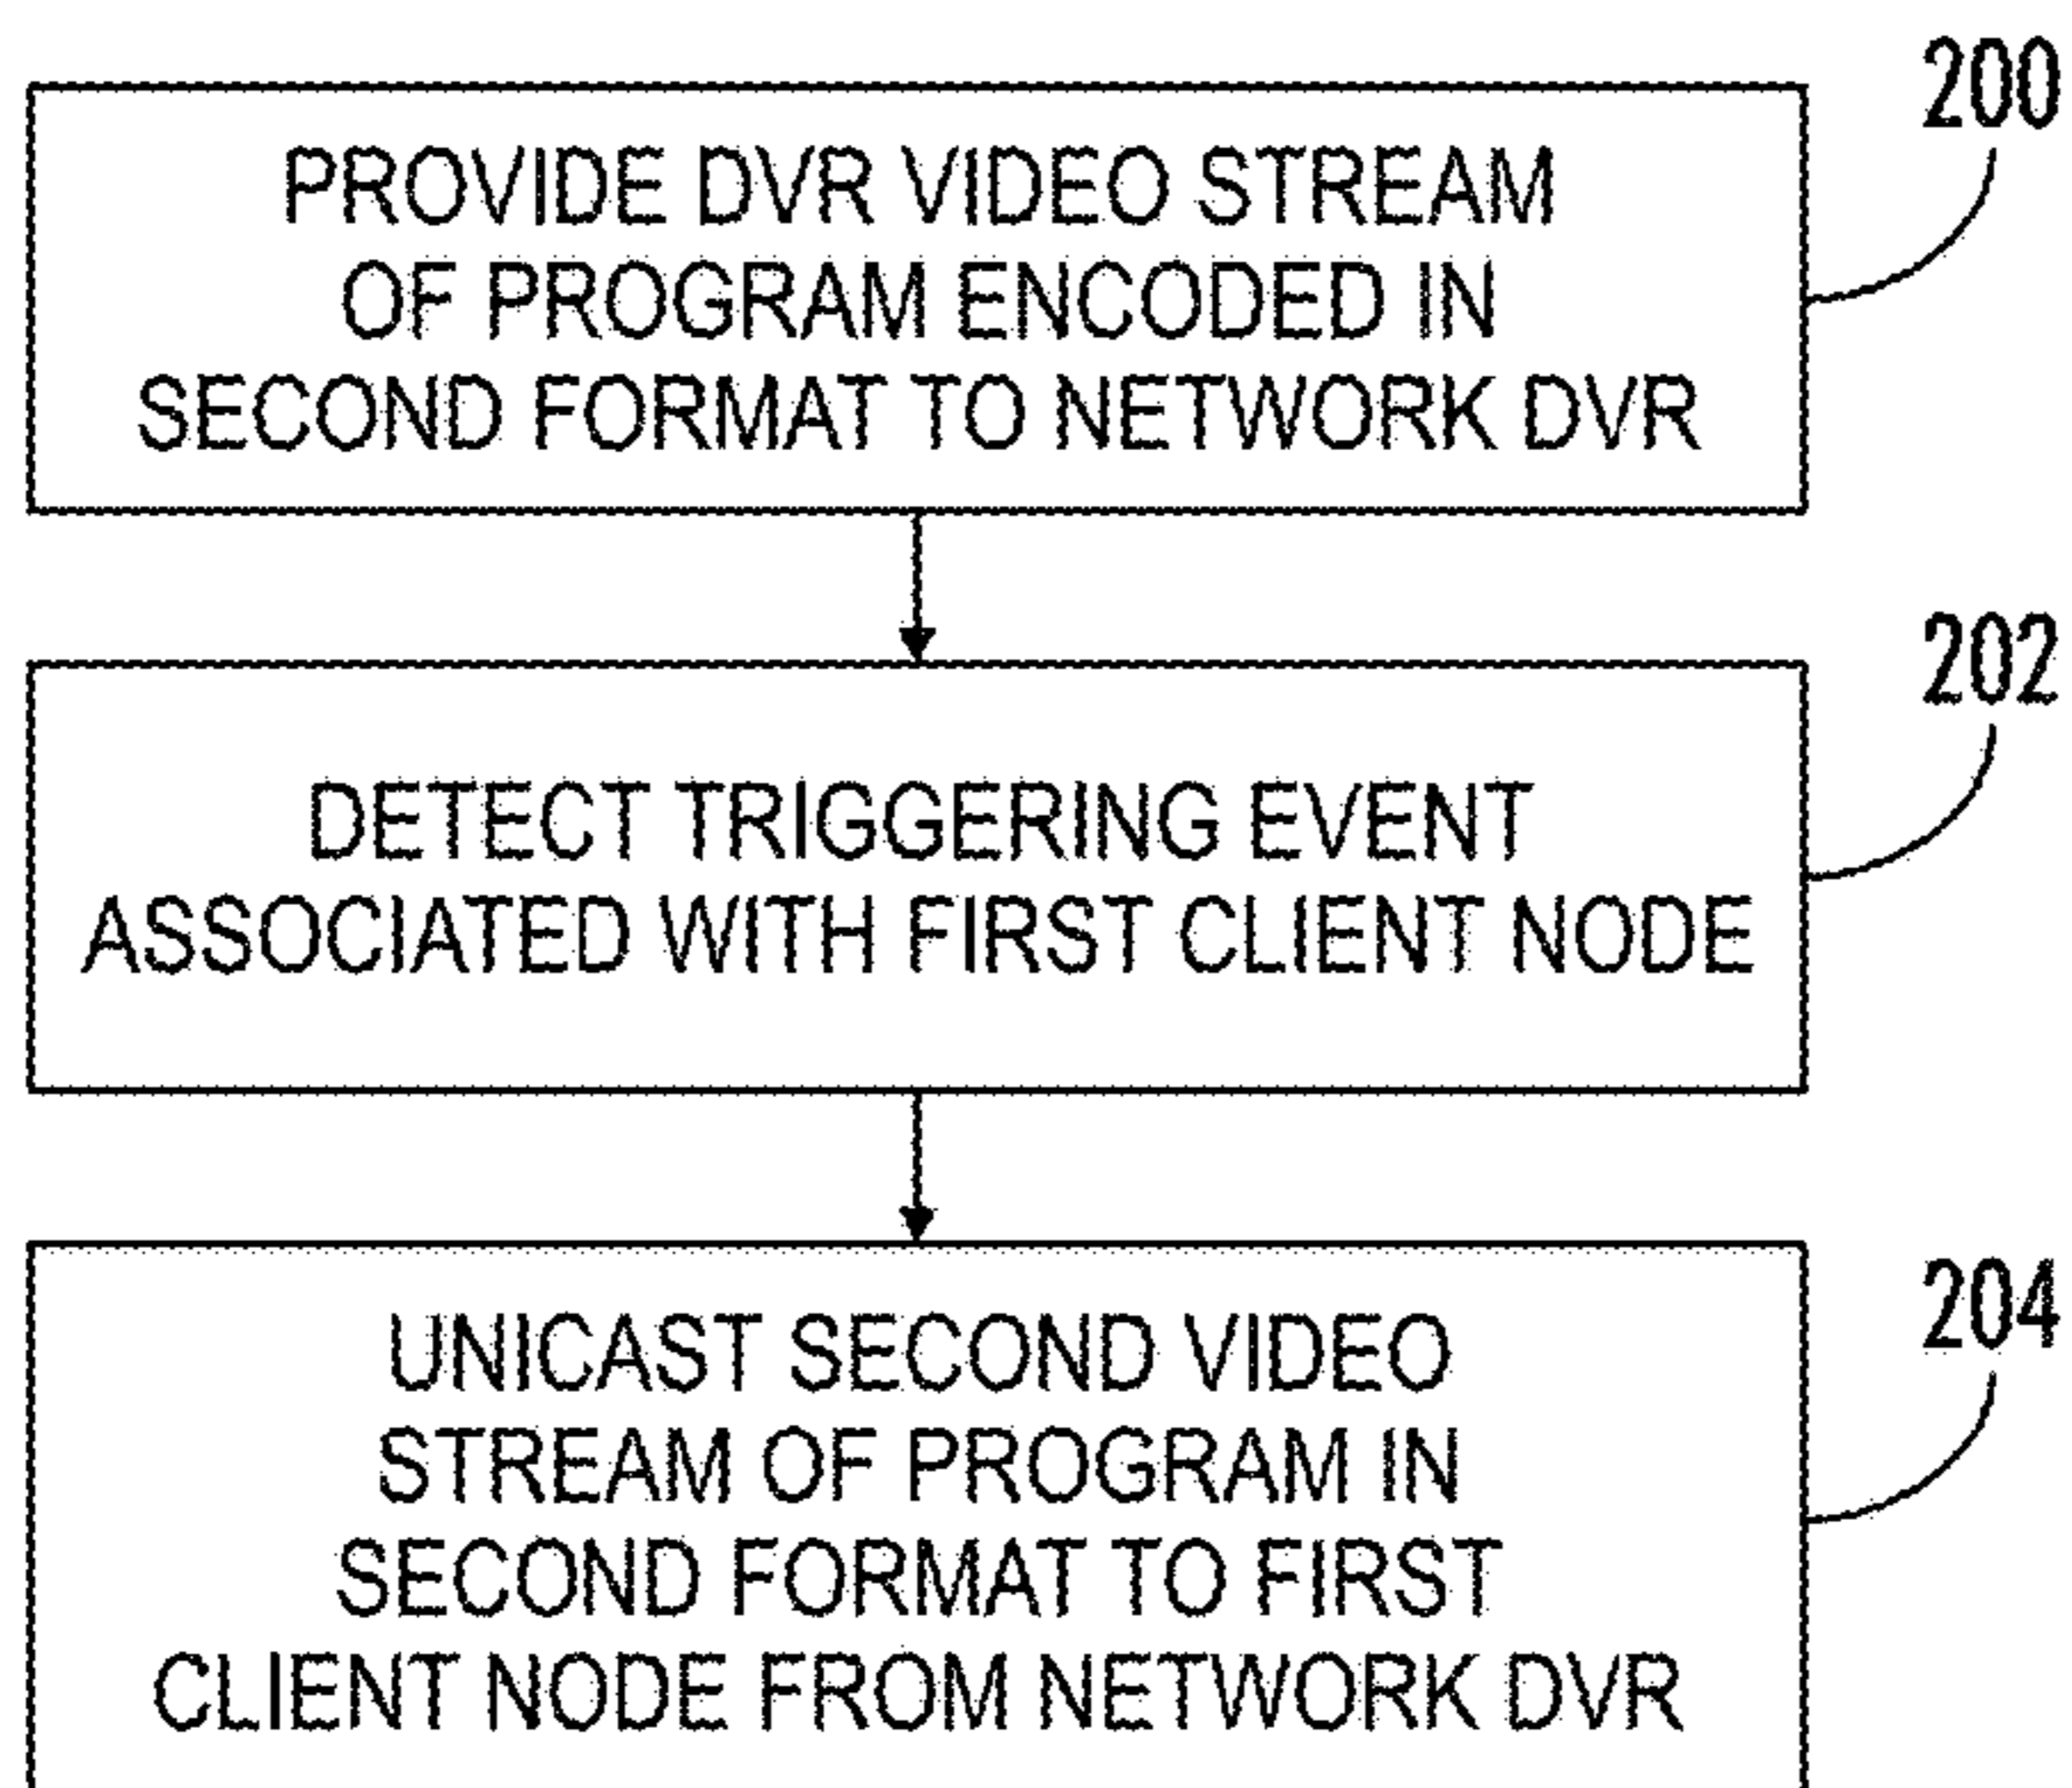 200
PROVIDE DVR VIDEO STREAM
OF PROGRAM ENCODED IN
SECOND FORMAT TO NETWORK DVR
202
DETECT TRIGGERING EVENT
ASSOCIATED WITH FIRST CLIENT NODE
204
UNICAST SECOND VIDEO
STREAM OF PROGRAM IN
SECOND FORMAT TO FIRST
CLIENT NODE FROM NETWORK DVR